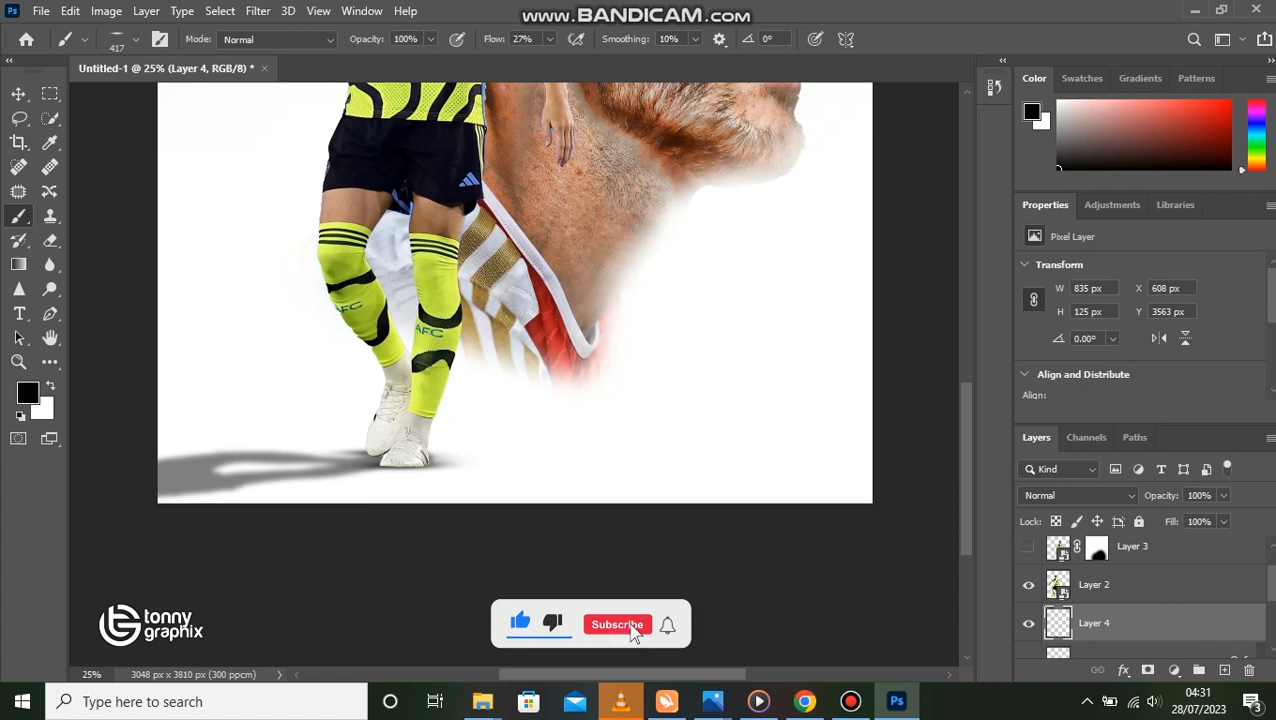 www.BANDICAM.com
Ps File Edit Image Layer Type Select Filter 3D View Window Help
417 Mode: Normal Opacity: 100% Flow: 27% Smoothing: 10% 0°
Untitled-1 @ 25% (Layer 4, RGB/8) *
Color Swatches Gradients Patterns
Properties Adjustments Libraries
Pixel Layer
Transform
W 835 px X 608 px
H 125 px Y 3563 px
0.00°
Align and Distribute
Align:
Layers Channels Paths
Kind
Normal Opacity: 100%
Lock: Fill: 100%
Layer 3
Layer 2
Layer 4
AFC
AFC
tonny
graphix
Subscribe
25% 3048 px x 3810 px (300 ppcm)
Type here to search
Ps
04:31
28/07/2023
3